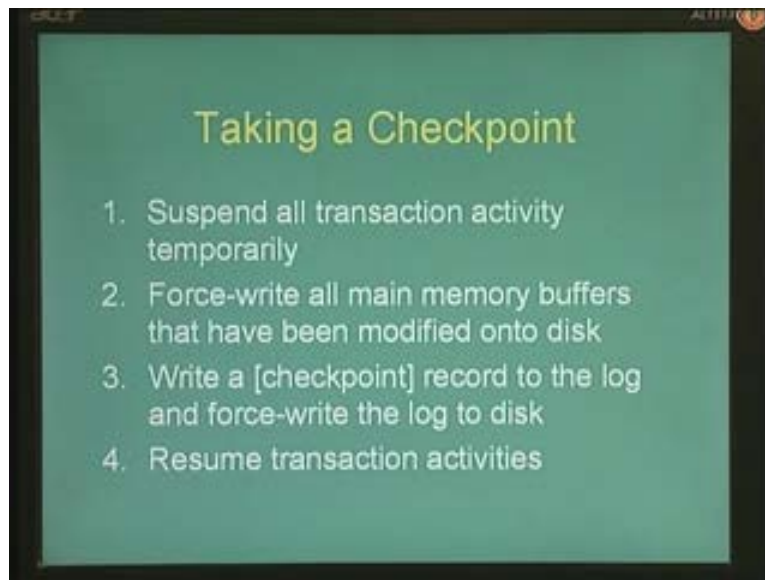 acer
Taking a Checkpoint
1. Suspend all transaction activity
temporarily
2. Force-write all main memory buffers
that have been modified onto disk
3. Write a [checkpoint] record to the log
and force-write the log to disk
4. Resume transaction activities